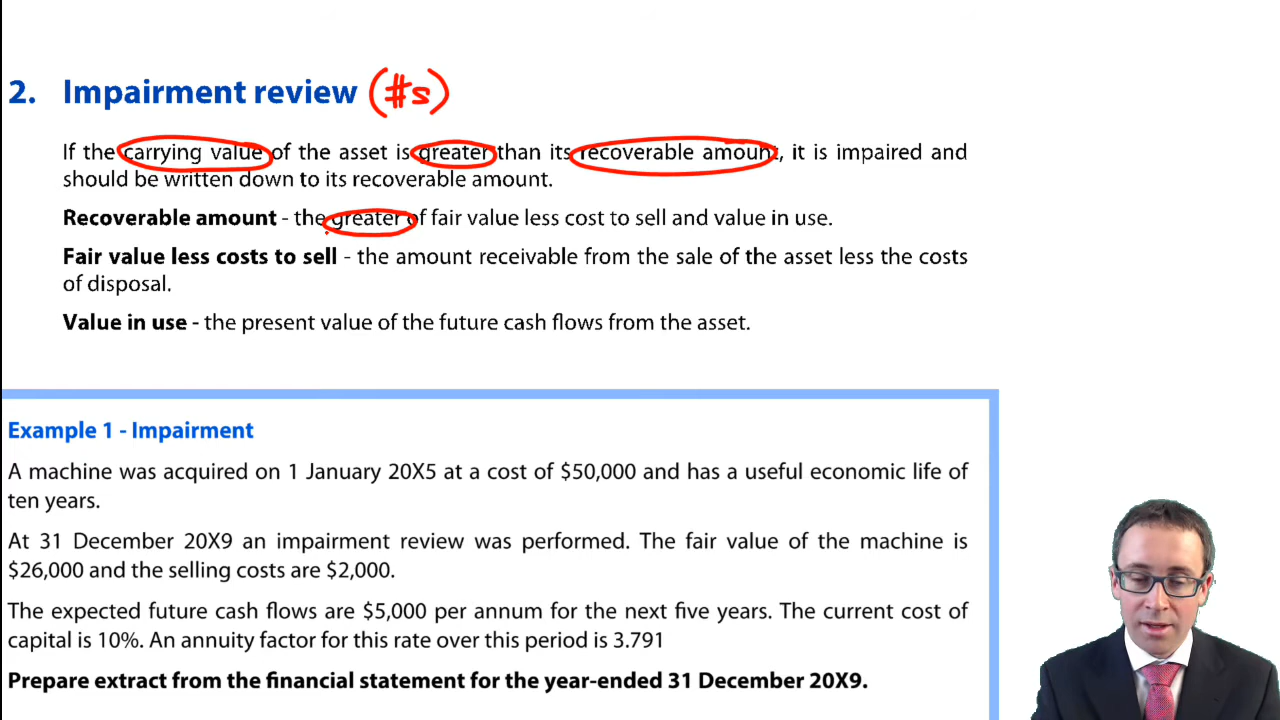 2. Impairment review (#s)
If the carrying value of the asset is greater than its recoverable amount, it is impaired and
should be written down to its recoverable amount.
Recoverable amount - the greater of fair value less cost to sell and value in use.
Fair value less costs to sell - the amount receivable from the sale of the asset less the costs
of disposal.
Value in use - the present value of the future cash flows from the asset.
Example 1 - Impairment
A machine was acquired on 1 January 20X5 at a cost of $50,000 and has a useful economic life of
ten years.
At 31 December 20X9 an impairment review was performed. The fair value of the machine is
$26,000 and the selling costs are $2,000.
The expected future cash flows are $5,000 per annum for the next five years. The current cost of
capital is 10%. An annuity factor for this rate over this period is 3.791
Prepare extract from the financial statement for the year-ended 31 December 20X9.